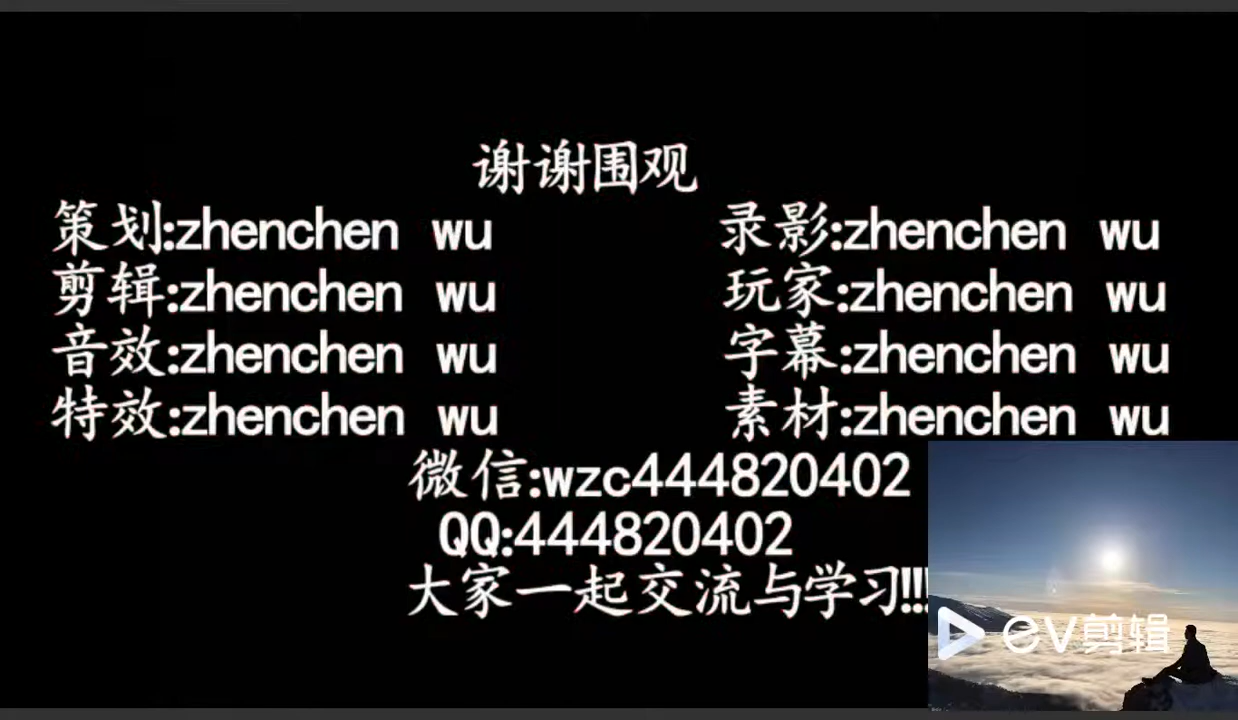 谢谢围观
策划:zhenchen wu 录影:zhenchen wu
剪辑:zhenchen wu 玩家:zhenchen wu
音效:zhenchen wu 字幕:zhenchen wu
特效:zhenchen wu 素材:zhenchen wu
微信:wzc444820402
QQ:444820402
大家一起交流与学习!!!
ev剪辑